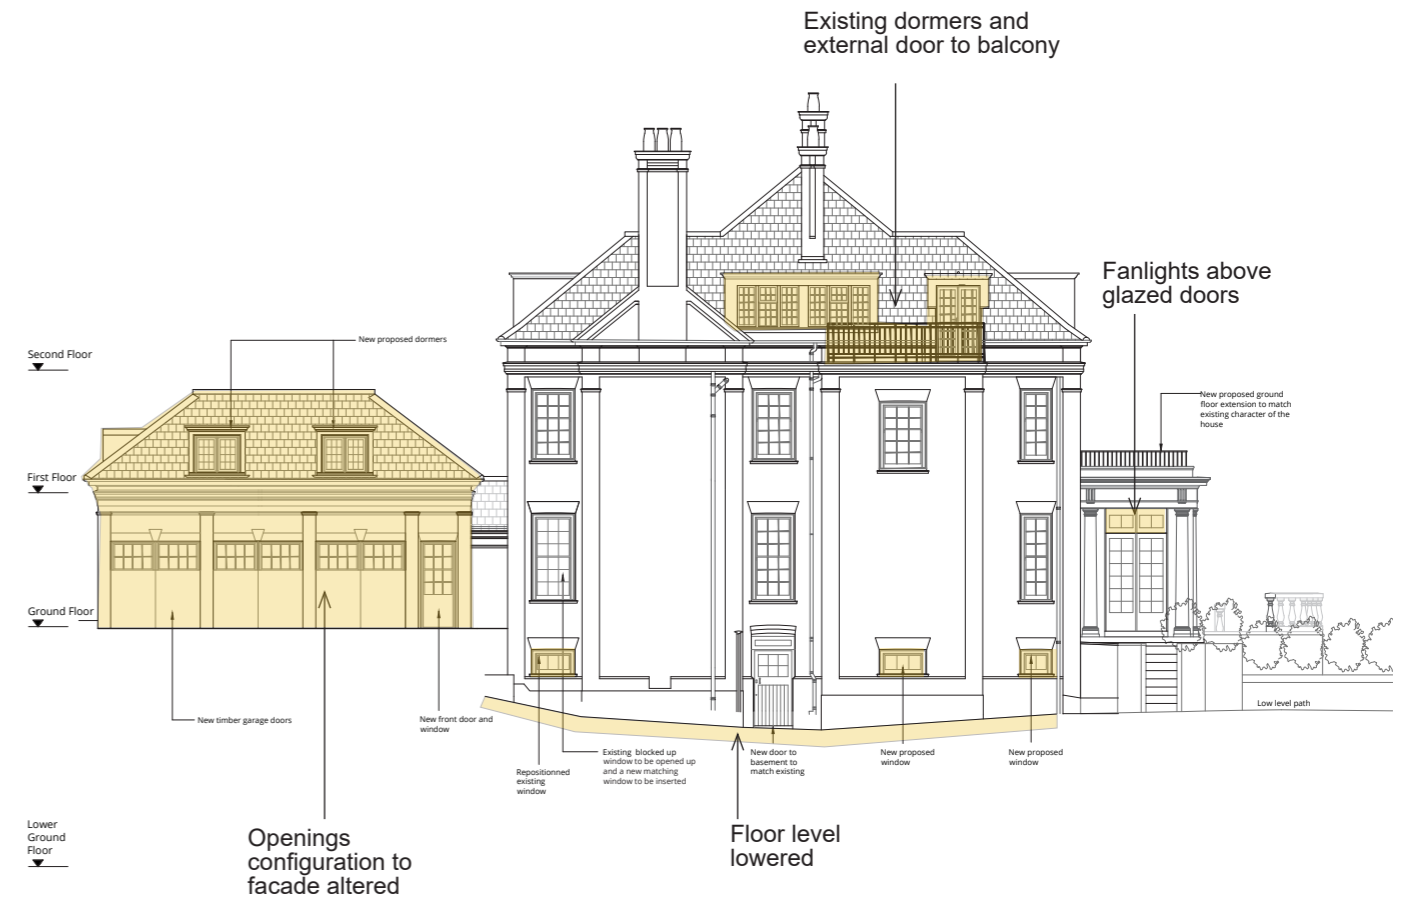 Existing dormers and
external door to balcony
Fanlights above
glazed doors
Second Floor
New proposed dormers
New proposed ground
floor extension to match
existing character of the
house
First Floor
Ground Floor
Low level path
New timber garage doors
New front door and
window
Repositionned
existing
window
Existing blocked up
window to be opened up
and a new matching
window to be inserted
New door to
basement to
match existing
New proposed
window
New proposed
window
Lower
Ground
Floor
Openings
configuration to
facade altered
Floor level
lowered